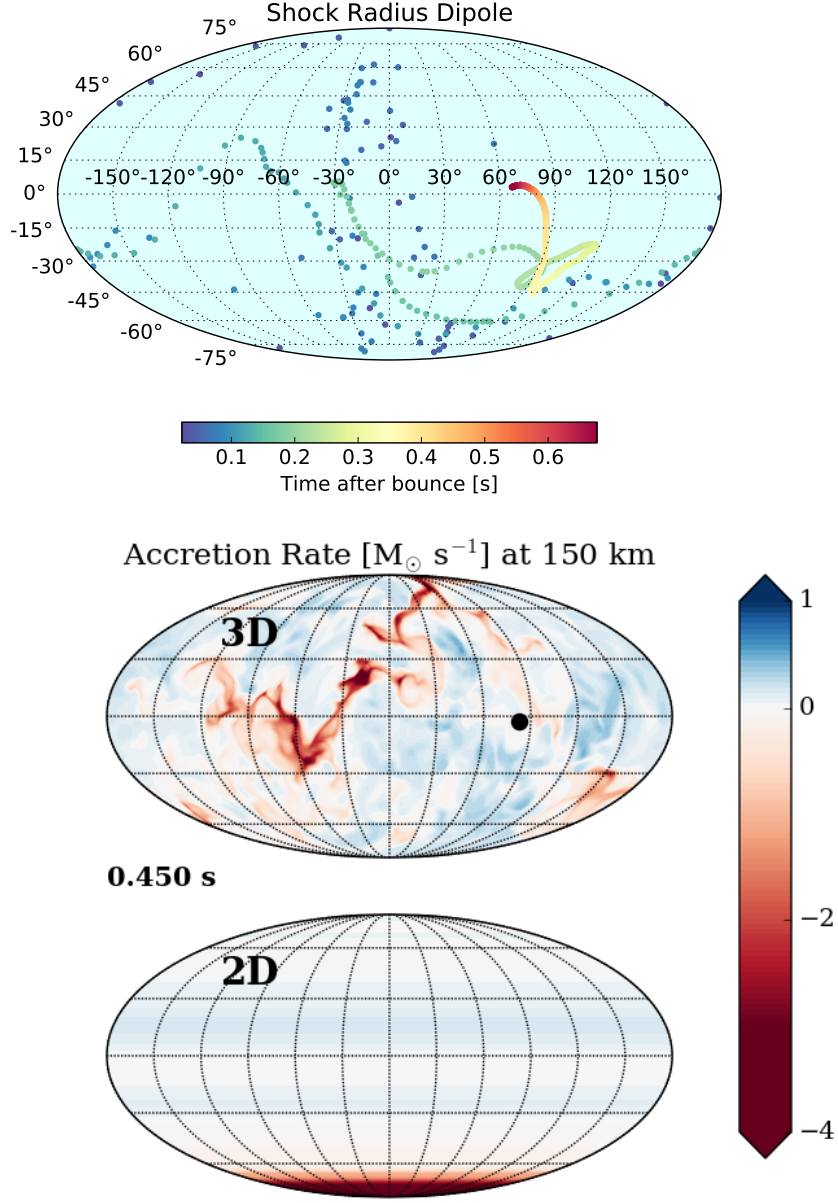 Shock Radius Dipole
75°
60°
45°
30°
15°
0°
-15°
-30°
-45°
-60°
-75°
-150° -120° -90° -60° -30° 0° 30° 60° 90° 120° 150°
0.1 0.2 0.3 0.4 0.5 0.6
Time after bounce [s]
Accretion Rate [M☉ s⁻¹] at 150 km
3D
0.450 s
2D
1
0
−2
−4